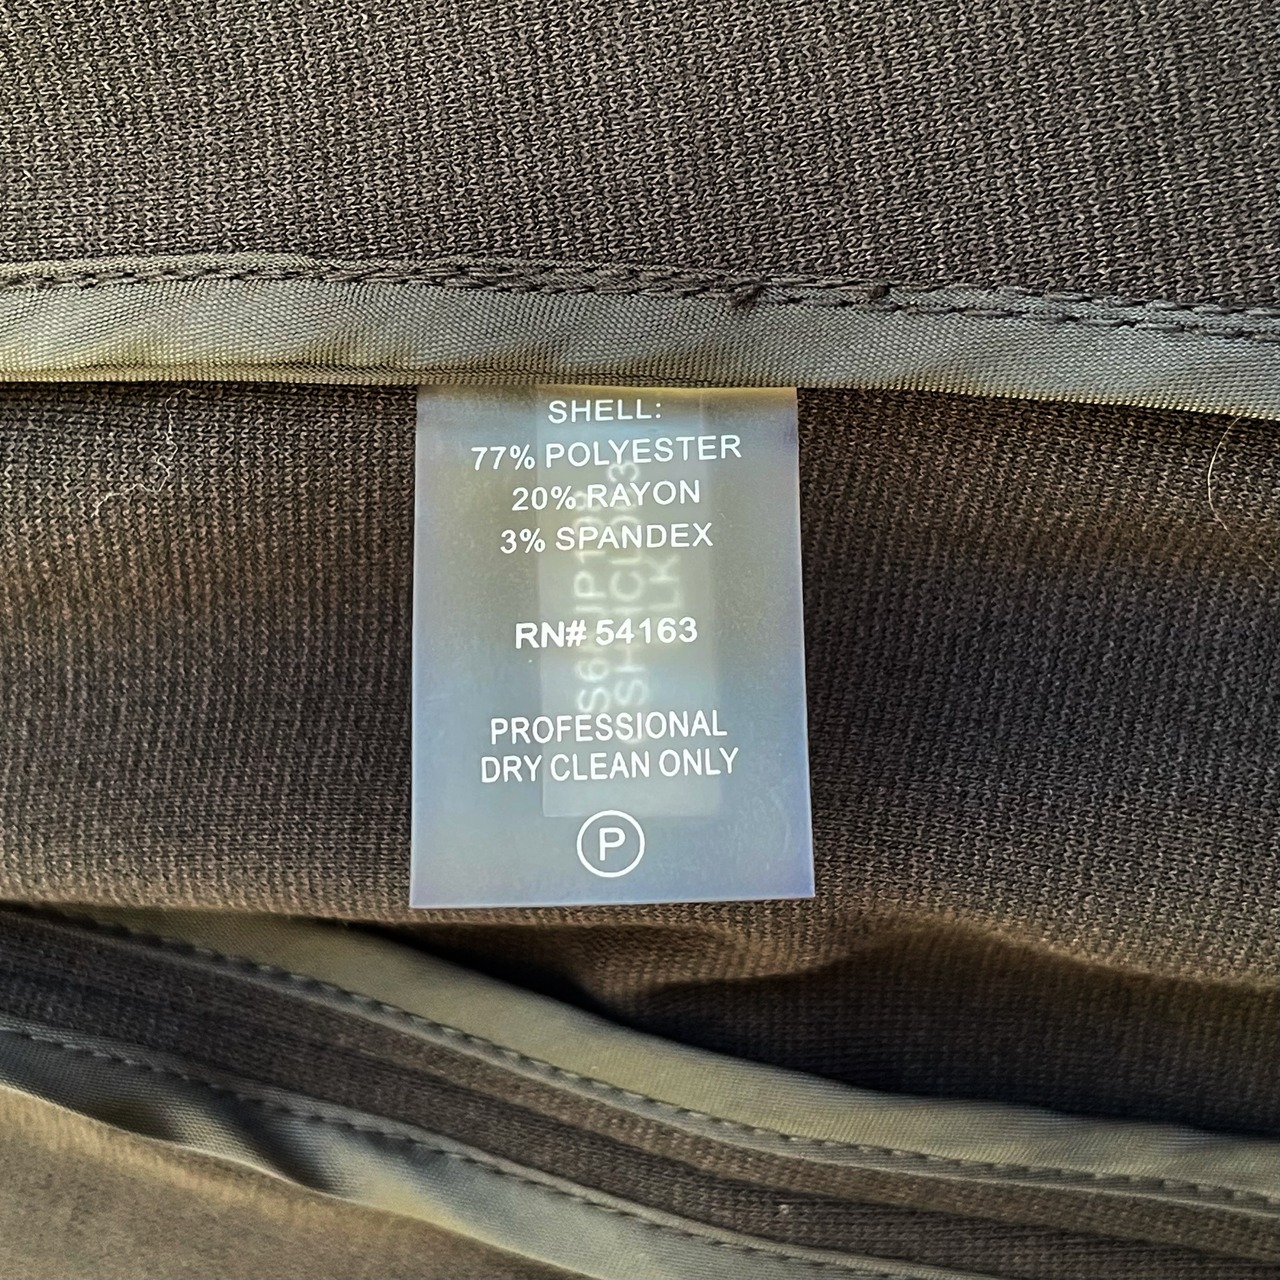 SHELL:
77% POLYESTER
20% RAYON
3% SPANDEX
RN# 54163
PROFESSIONAL
DRY CLEAN ONLY
P